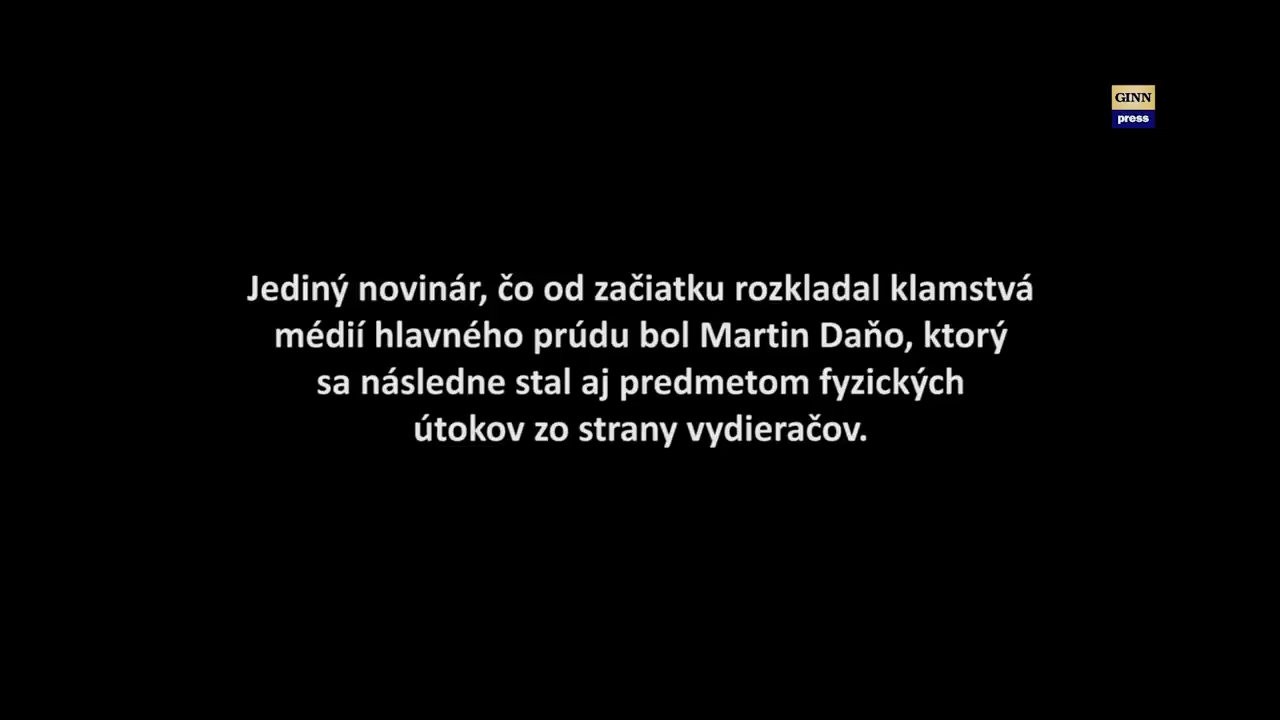 GINN
press
Jediný novinár, čo od začiatku rozkladal klamstvá
médií hlavného prúdu bol Martin Daňo, ktorý
sa následne stal aj predmetom fyzických
útokov zo strany vydieračov.